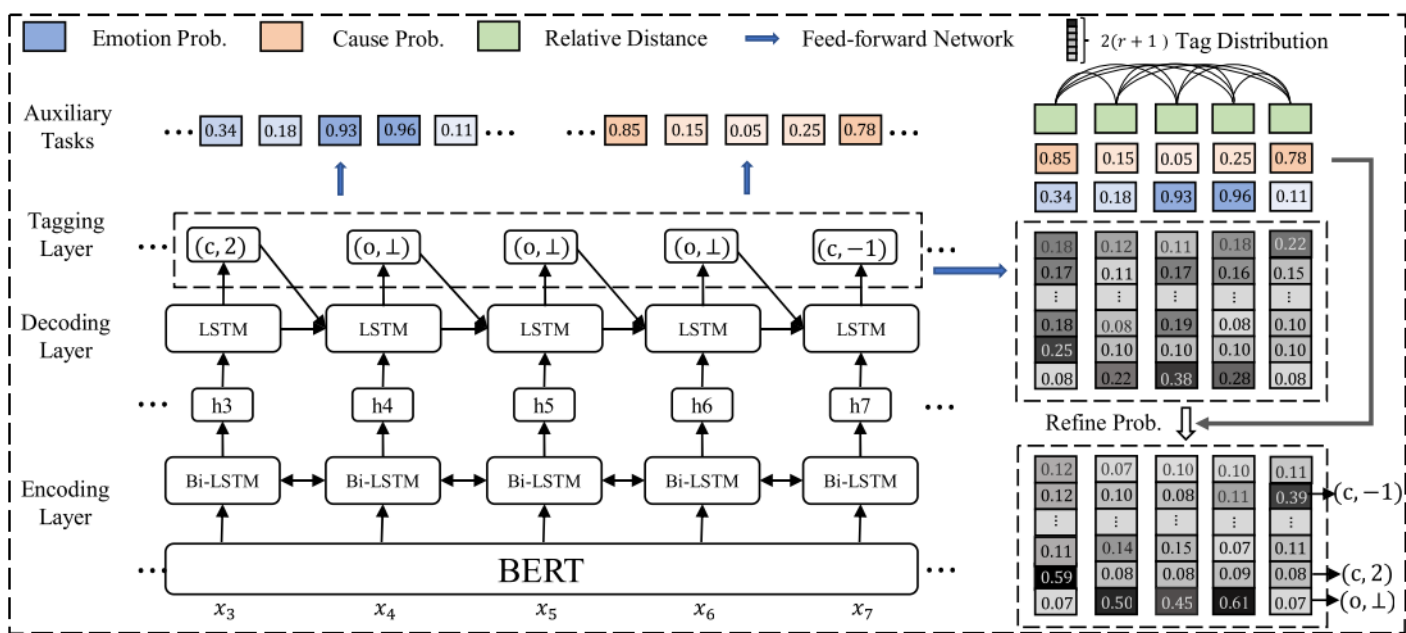 Emotion Prob. Cause Prob. Relative Distance Feed-forward Network 2(r + 1) Tag Distribution
Auxiliary Tasks
... 0.34 0.18 0.93 0.96 0.11 ... ... 0.85 0.15 0.05 0.25 0.78 ...
Tagging Layer
... (c, 2) (o, ⊥) (o, ⊥) (o, ⊥) (c, −1) ...
Decoding Layer
LSTM LSTM LSTM LSTM LSTM
... h3 h4 h5 h6 h7 ...
Encoding Layer
Bi-LSTM Bi-LSTM Bi-LSTM Bi-LSTM Bi-LSTM
... BERT ...
x3 x4 x5 x6 x7
0.85 0.15 0.05 0.25 0.78
0.34 0.18 0.93 0.96 0.11
0.18 0.12 0.11 0.18 0.22
0.17 0.11 0.17 0.16 0.15
⋮ ⋮ ⋮ ⋮ ⋮
0.18 0.08 0.19 0.08 0.10
0.25 0.10 0.10 0.10 0.10
0.08 0.22 0.38 0.28 0.08
Refine Prob.
0.12 0.07 0.10 0.10 0.11
0.12 0.10 0.08 0.11 0.39 (c, −1)
⋮ ⋮ ⋮ ⋮ ⋮
0.11 0.14 0.15 0.07 0.11
0.59 0.08 0.08 0.09 0.08 (c, 2)
0.07 0.50 0.45 0.61 0.07 (o, ⊥)